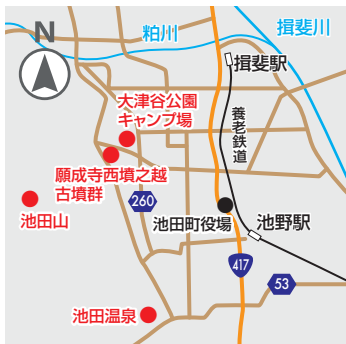 N
粕川
揖斐川
揖斐駅
大津谷公園
キャンプ場
養老鉄道
願成寺西墳之越
古墳群
260
池田山
池田町役場
池野駅
417
53
池田温泉